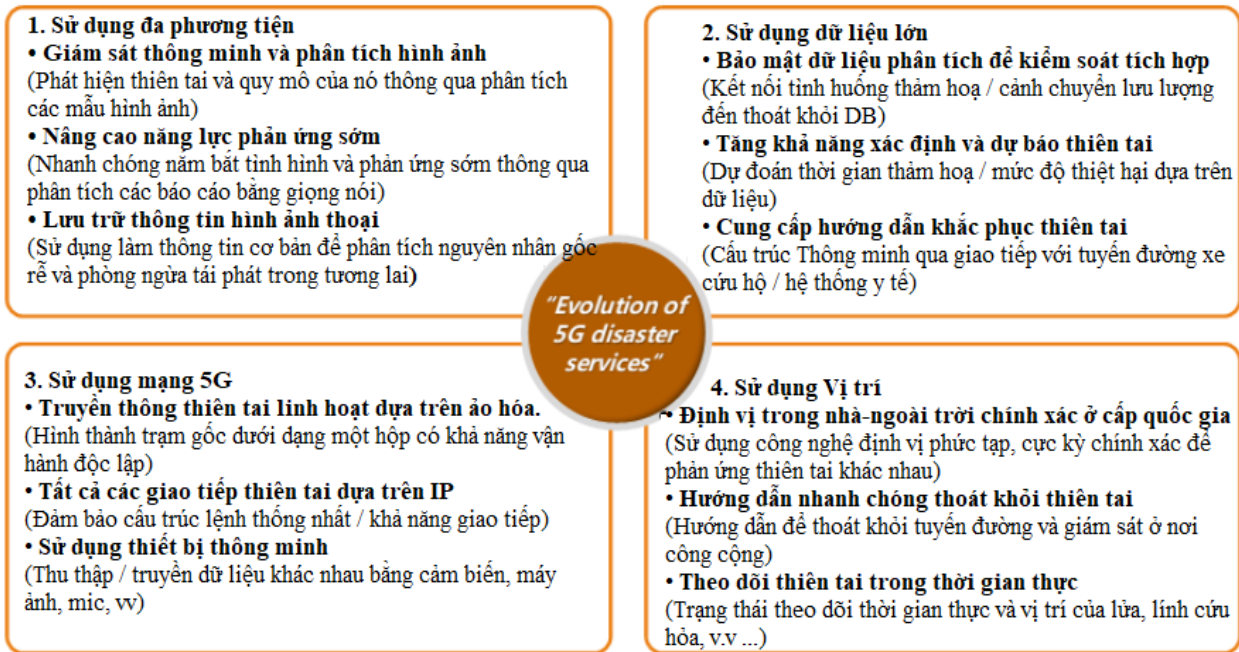 1. Sử dụng đa phương tiện
• Giám sát thông minh và phân tích hình ảnh
(Phát hiện thiên tai và quy mô của nó thông qua phân tích
các mẫu hình ảnh)
• Nâng cao năng lực phản ứng sớm
(Nhanh chóng nắm bắt tình hình và phản ứng sớm thông qua
phân tích các báo cáo bằng giọng nói)
• Lưu trữ thông tin hình ảnh thoại
(Sử dụng làm thông tin cơ bản để phân tích nguyên nhân gốc
rễ và phòng ngừa tái phát trong tương lai)
2. Sử dụng dữ liệu lớn
• Bảo mật dữ liệu phân tích để kiểm soát tích hợp
(Kết nối tình huống thảm hoạ / cảnh chuyển lưu lượng
đến thoát khỏi DB)
• Tăng khả năng xác định và dự báo thiên tai
(Dự đoán thời gian thảm hoạ / mức độ thiệt hại dựa trên
dữ liệu)
• Cung cấp hướng dẫn khắc phục thiên tai
(Cấu trúc Thông minh qua giao tiếp với tuyến đường xe
cứu hộ / hệ thống y tế)
"Evolution of
5G disaster
services"
3. Sử dụng mạng 5G
• Truyền thông thiên tai linh hoạt dựa trên ảo hóa.
(Hình thành trạm gốc dưới dạng một hộp có khả năng vận
hành độc lập)
• Tất cả các giao tiếp thiên tai dựa trên IP
(Đảm bảo cấu trúc lệnh thống nhất / khả năng giao tiếp)
• Sử dụng thiết bị thông minh
(Thu thập / truyền dữ liệu khác nhau bằng cảm biến, máy
ảnh, mic, vv)
4. Sử dụng Vị trí
• Định vị trong nhà-ngoài trời chính xác ở cấp quốc gia
(Sử dụng công nghệ định vị phức tạp, cực kỳ chính xác để
phản ứng thiên tai khác nhau)
• Hướng dẫn nhanh chóng thoát khỏi thiên tai
(Hướng dẫn để thoát khỏi tuyến đường và giám sát ở nơi
công cộng)
• Theo dõi thiên tai trong thời gian thực
(Trạng thái theo dõi thời gian thực và vị trí của lửa, lính cứu
hỏa, v.v ...)